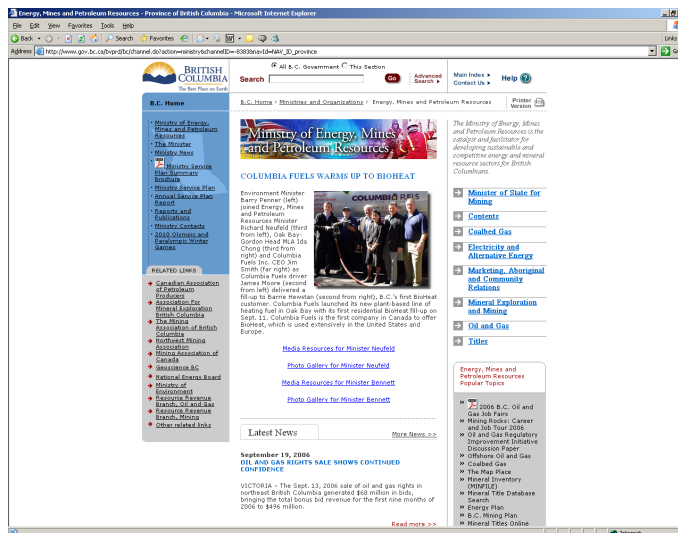 Energy, Mines and Petroleum Resources - Province of British Columbia - Microsoft Internet Explorer
File Edit View Favorites Tools Help
Back Search Favorites
Links
Address http://www.gov.bc.ca/bvprd/bc/channel.do?action=ministry&channelID=-8383&navId=NAV_ID_province Go
BRITISH
COLUMBIA
The Best Place on Earth
All B.C. Government This Section
Search Go Advanced
Search
Main Index
Contact Us
Help ?
B.C. Home
B.C. Home Ministries and Organizations Energy, Mines and Petroleum Resources
Printer
Version
Ministry of Energy,
Mines and Petroleum
Resources
The Minister
Ministry News
Ministry Service
Plan Summary
Brochure
Ministry Service Plan
Annual Service Plan
Report
Reports and
Publications
Ministry Contacts
2010 Olympic and
Paralympic Winter
Games
RELATED LINKS
Canadian Association
of Petroleum
Producers
Association For
Mineral Exploration
British Columbia
The Mining
Association of British
Columbia
Northwest Mining
Association
Mining Association of
Canada
Geoscience BC
National Energy Board
Ministry of
Environment
Resource Revenue
Branch, Oil and Gas
Resource Revenue
Branch, Mining
Other related links
Ministry of Energy, Mines
and Petroleum Resources
COLUMBIA FUELS WARMS UP TO BIOHEAT
Environment Minister
Barry Penner (left)
joined Energy, Mines
and Petroleum
Resources Minister
Richard Neufeld (third
from left), Oak Bay-
Gordon Head MLA Ida
Chong (third from
right) and Columbia
Fuels Inc. CEO Jim
Smith (far right) as
Columbia Fuels driver
James Moore (second
from left) delivered a
COLUMBIA FUELS
fill-up to Barrie Hewstan (second from right), B.C.'s first BioHeat
customer. Columbia Fuels launched its new plant-based line of
heating fuel in Oak Bay with its first residential BioHeat fill-up on
Sept. 11. Columbia Fuels is the first company in Canada to offer
BioHeat, which is used extensively in the United States and
Europe.
Media Resources for Minister Neufeld
Photo Gallery for Minister Neufeld
Media Resources for Minister Bennett
Photo Gallery for Minister Bennett
Latest News
More News >>
September 19, 2006
OIL AND GAS RIGHTS SALE SHOWS CONTINUED
CONFIDENCE
VICTORIA – The Sept. 13, 2006 sale of oil and gas rights in
northeast British Columbia generated $68 million in bids,
bringing the total bonus bid revenue for the first nine months of
2006 to $496 million.
Read more >>
The Ministry of Energy, Mines
and Petroleum Resources is the
catalyst and facilitator for
developing sustainable and
competitive energy and mineral
resource sectors for British
Columbians.
Minister of State for
Mining
Contents
Coalbed Gas
Electricity and
Alternative Energy
Marketing, Aboriginal
and Community
Relations
Mineral Exploration
and Mining
Oil and Gas
Titles
Energy, Mines and
Petroleum Resources
Popular Topics
2006 B.C. Oil and
Gas Job Fairs
Mining Rocks: Career
and Job Tour 2006
Oil and Gas Regulatory
Improvement Initiative
Discussion Paper
Offshore Oil and Gas
Coalbed Gas
The Map Place
Mineral Inventory
(MINFILE)
Mineral Title Database
Search
Energy Plan
B.C. Mining Plan
Mineral Titles Online